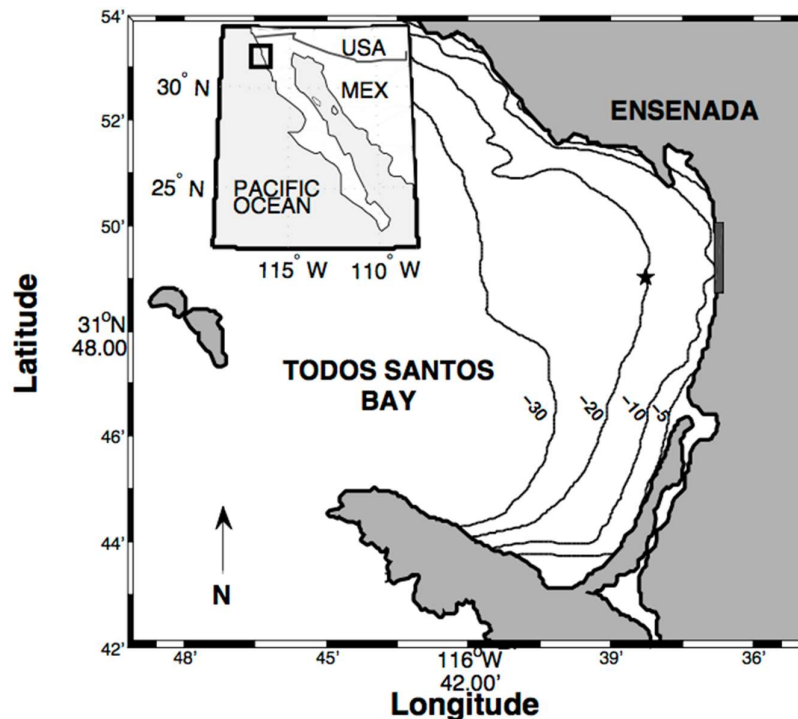 54'
USA
MEX
30° N
25° N
PACIFIC
OCEAN
115° W
110° W
ENSENADA
52'
50'
31°N
48.00
Latitude
TODOS SANTOS
BAY
−30
−20
−10
−5
46'
44'
N
42'
48'
45'
116°W
42.00'
39'
36'
Longitude